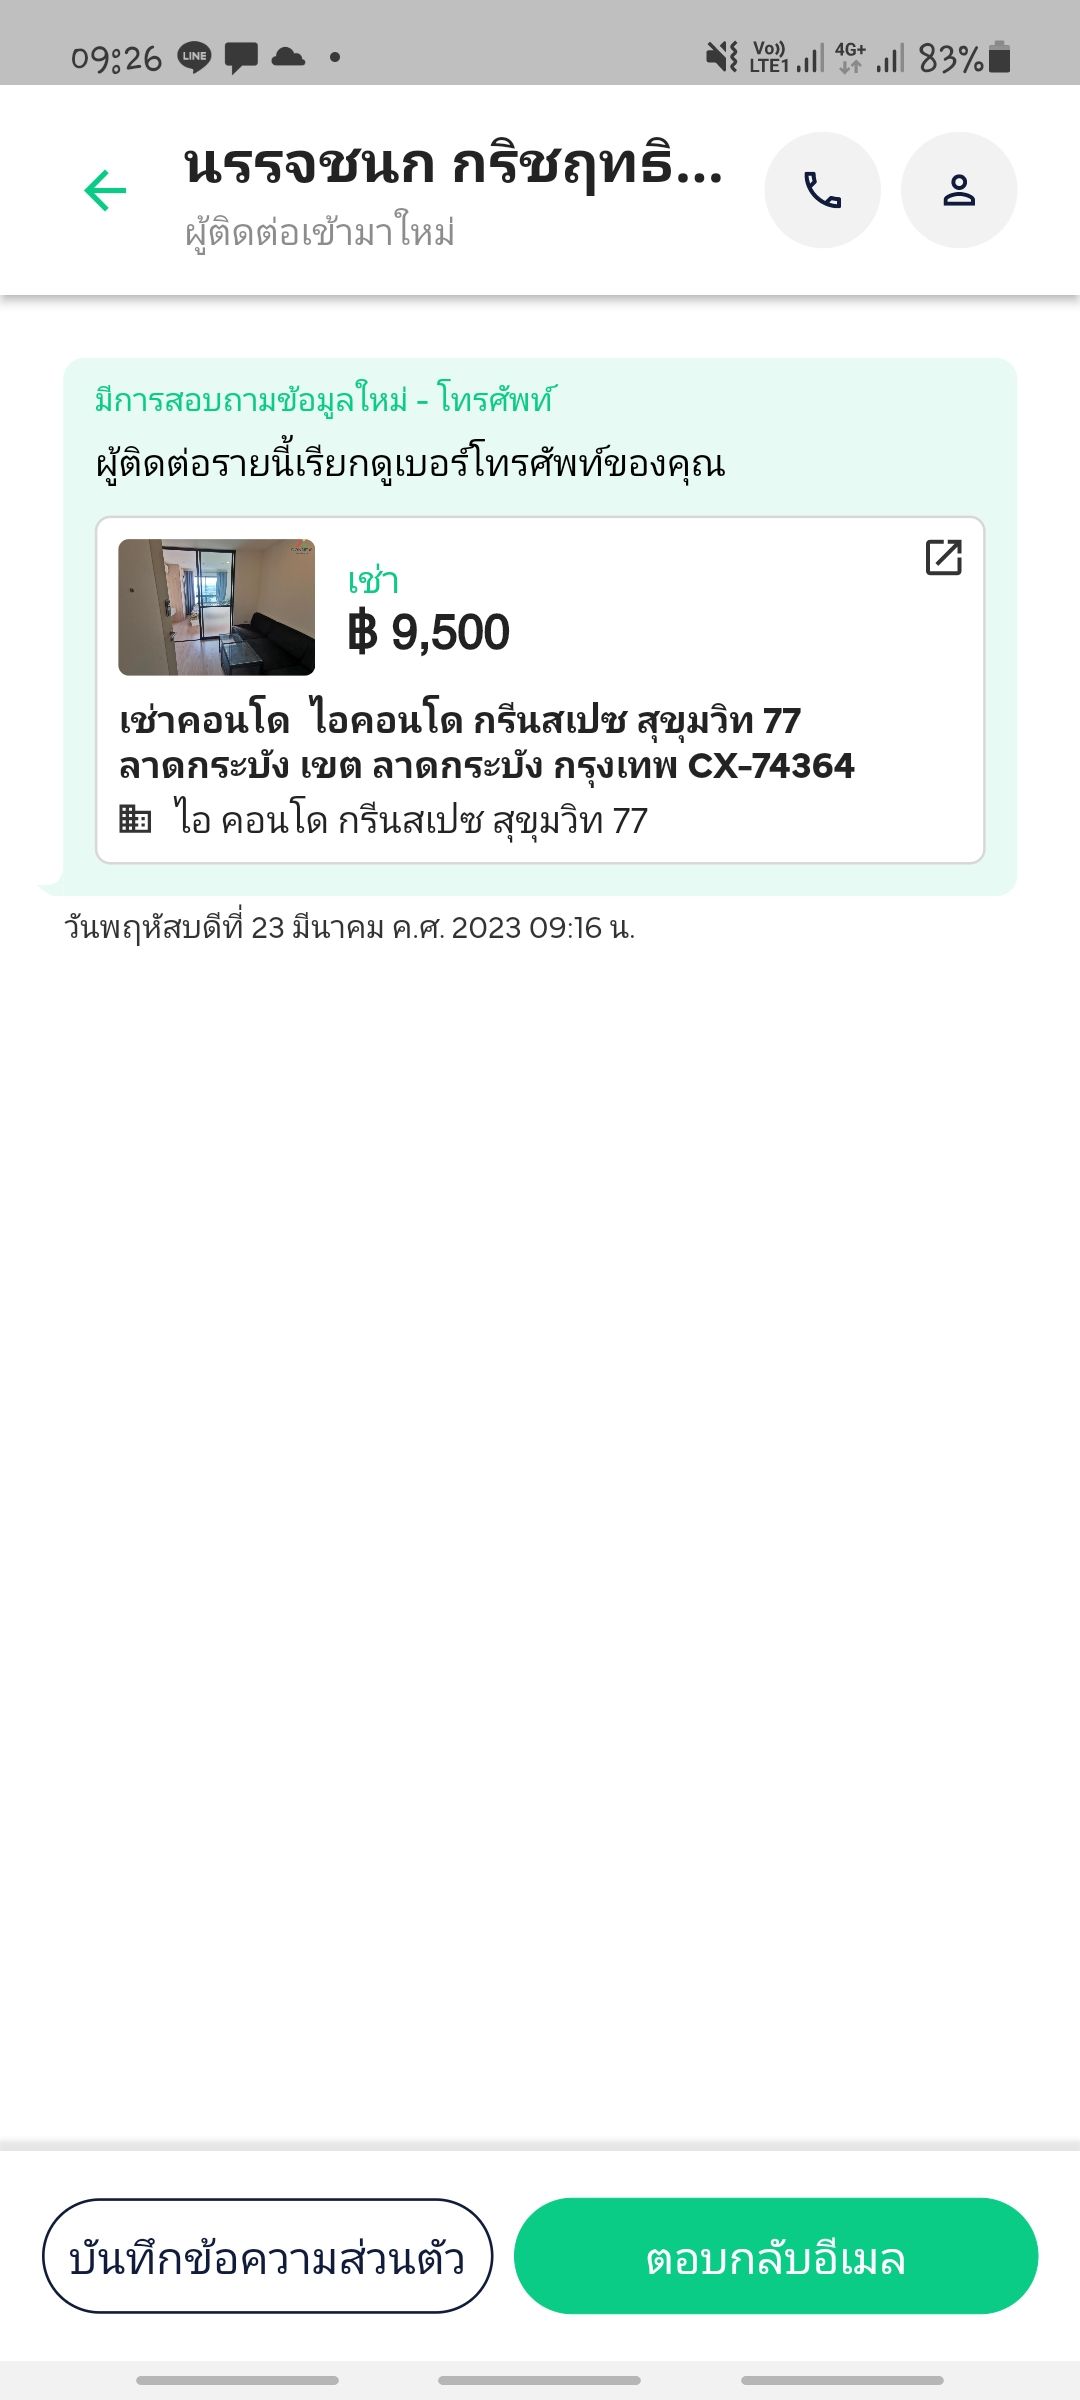 09:26 LINE Vo)) LTE1 4G+ 83%
นรรจชนก กริชฤทธิ...
ผู้ติดต่อเข้ามาใหม่
มีการสอบถามข้อมูลใหม่ - โทรศัพท์
ผู้ติดต่อรายนี้เรียกดูเบอร์โทรศัพท์ของคุณ
เช่า
฿ 9,500
เช่าคอนโด ไอคอนโด กรีนสเปซ สุขุมวิท 77
ลาดกระบัง เขต ลาดกระบัง กรุงเทพ CX-74364
ไอ คอนโด กรีนสเปซ สุขุมวิท 77
วันพฤหัสบดีที่ 23 มีนาคม ค.ศ. 2023 09:16 น.
บันทึกข้อความส่วนตัว
ตอบกลับอีเมล